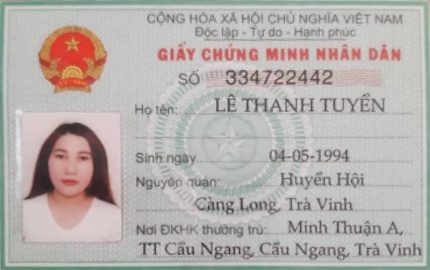 CỘNG HÒA XÃ HỘI CHỦ NGHĨA VIỆT NAM
Độc lập - Tự do - Hạnh phúc
GIẤY CHỨNG MINH NHÂN DÂN
SỐ 334722442
Họ tên: LÊ THANH TUYỀN
Sinh ngày 04-05-1994
Nguyên quán: Huyền Hội
Càng Long, Trà Vinh
Nơi ĐKHK thường trú: Minh Thuận A,
TT Cầu Ngang, Cầu Ngang, Trà Vinh